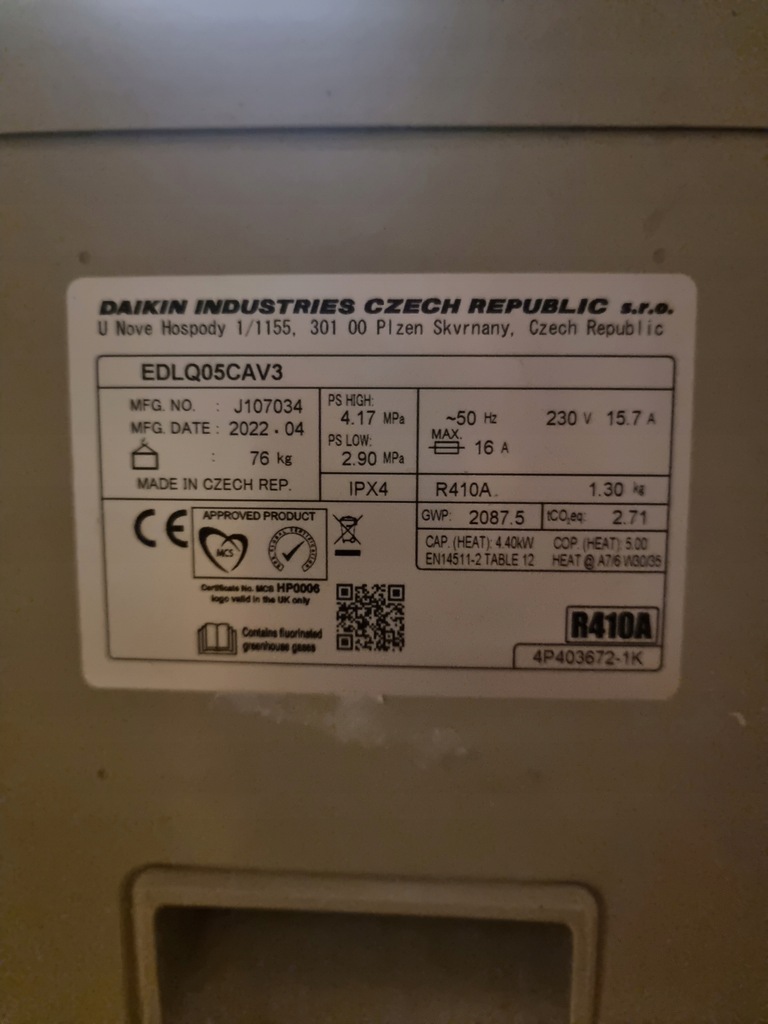 DAIKIN INDUSTRIES CZECH REPUBLIC s.r.o.
U Nove Hospody 1/1155, 301 00 Plzen Skvrnany, Czech Republic
EDLQ05CAV3
MFG. NO. : J107034
MFG. DATE : 2022.04
: 76 kg
MADE IN CZECH REP.
PS HIGH:
4.17 MPa
PS LOW:
2.90 MPa
IPX4
~50 Hz 230 V 15.7 A
MAX. 16 A
R410A 1.30 kg
GWP: 2087.5 tCO₂eq: 2.71
CAP. (HEAT): 4.40kW COP. (HEAT): 5.00
EN14511-2 TABLE 12 HEAT @ A7/6 W30/35
CE
APPROVED PRODUCT
MCS
Certificate No. MCS HP0006
logo valid in the UK only
Contains fluorinated
greenhouse gases
R410A
4P403672-1K